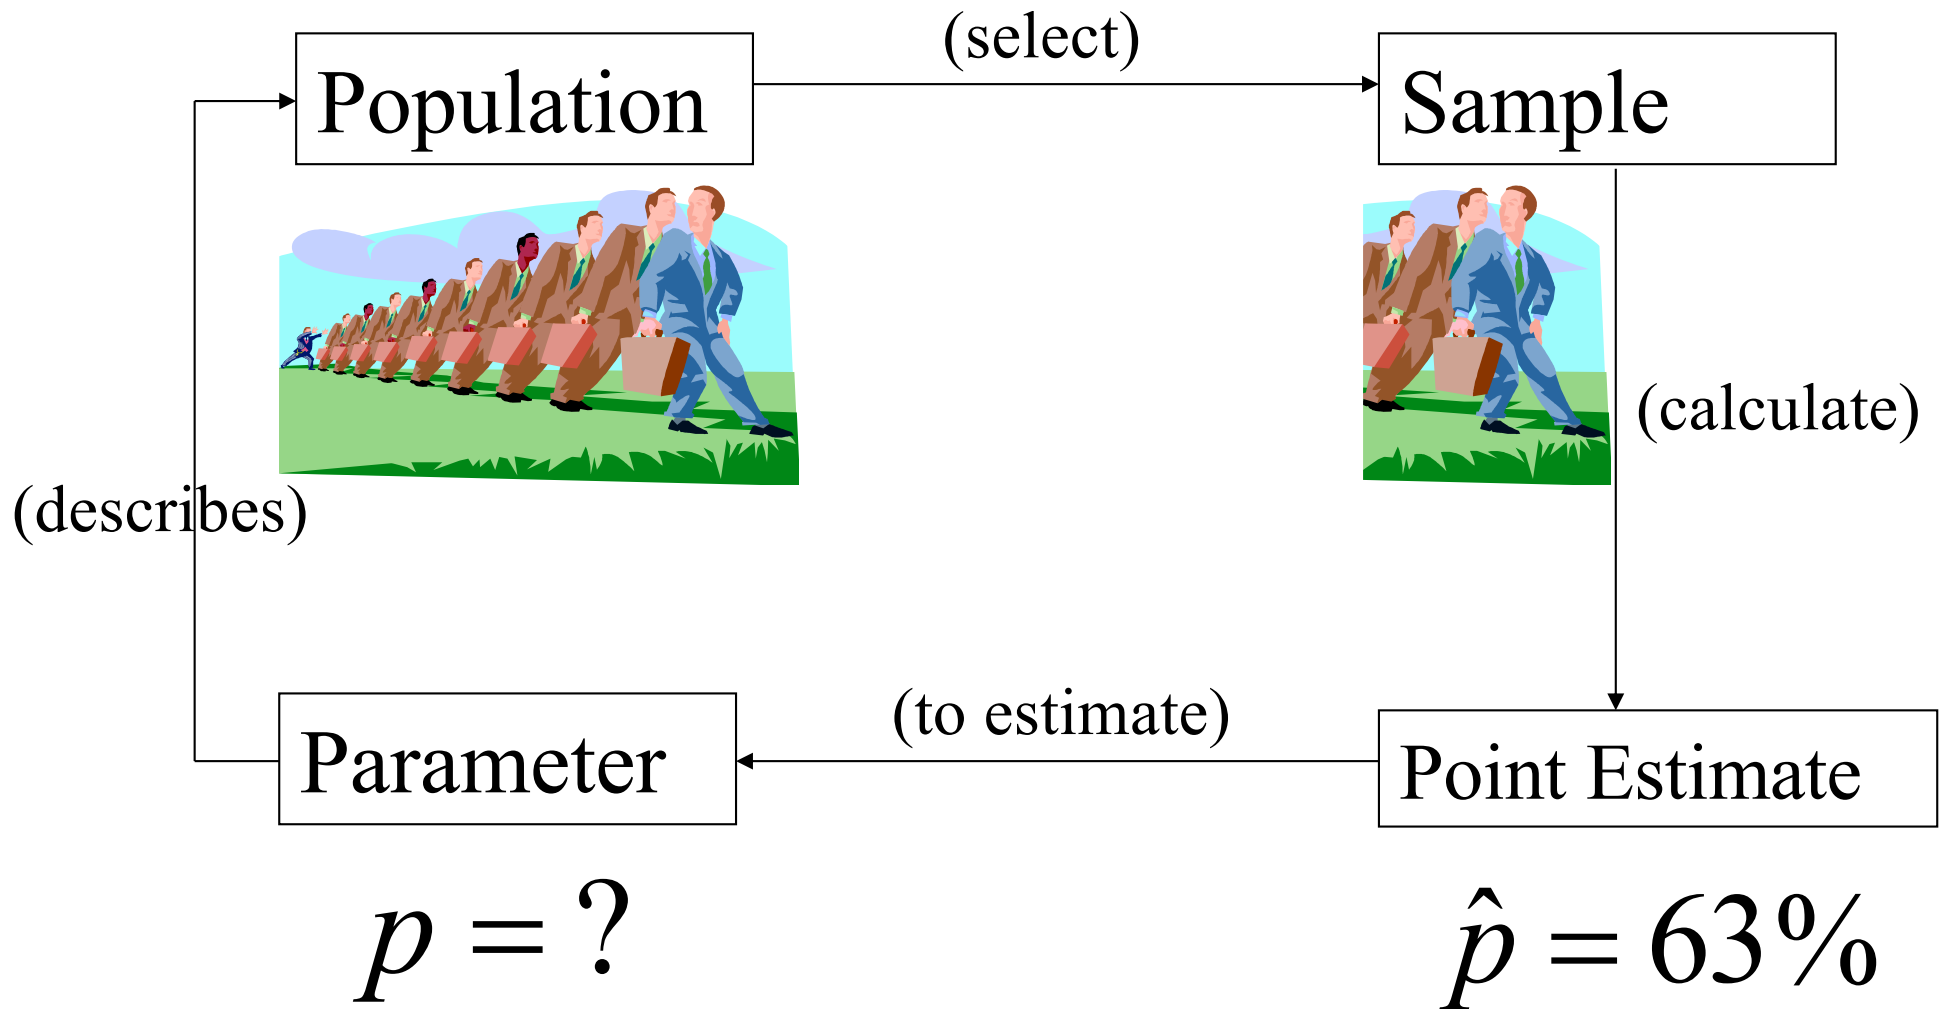 (select)
Population
Sample
(calculate)
(describes)
(to estimate)
Parameter
Point Estimate
p = ?
p̂ = 63%